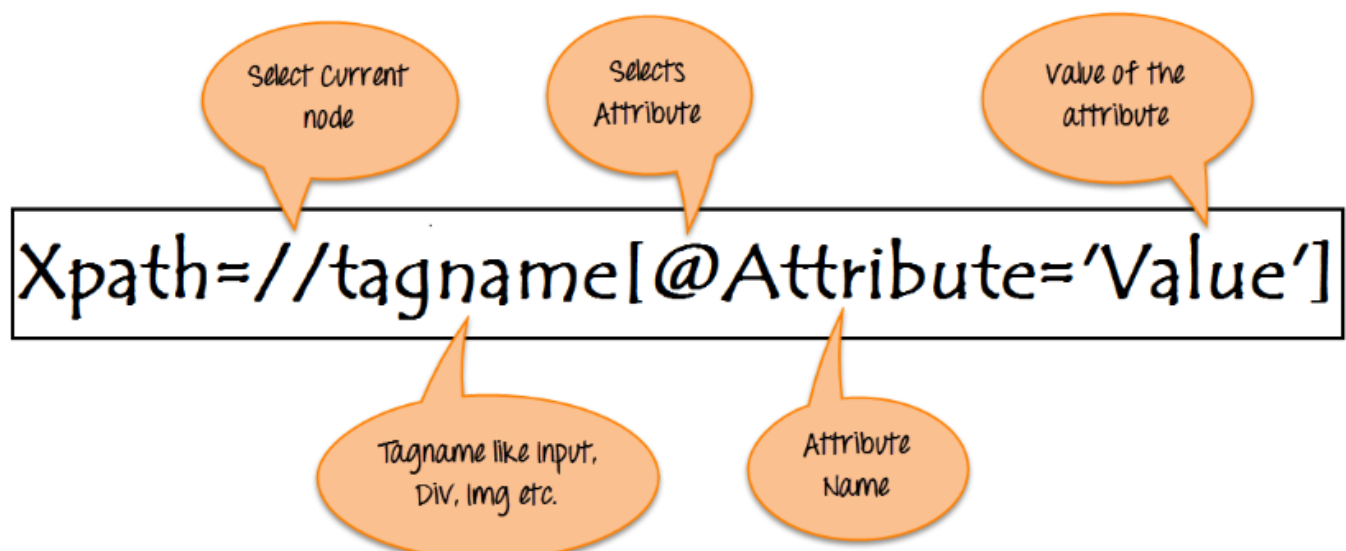 Select Current
node
Selects
Attribute
Value of the
attribute
Xpath=//tagname[@Attribute='Value']
Tagname like Input,
Div, Img etc.
Attribute
Name